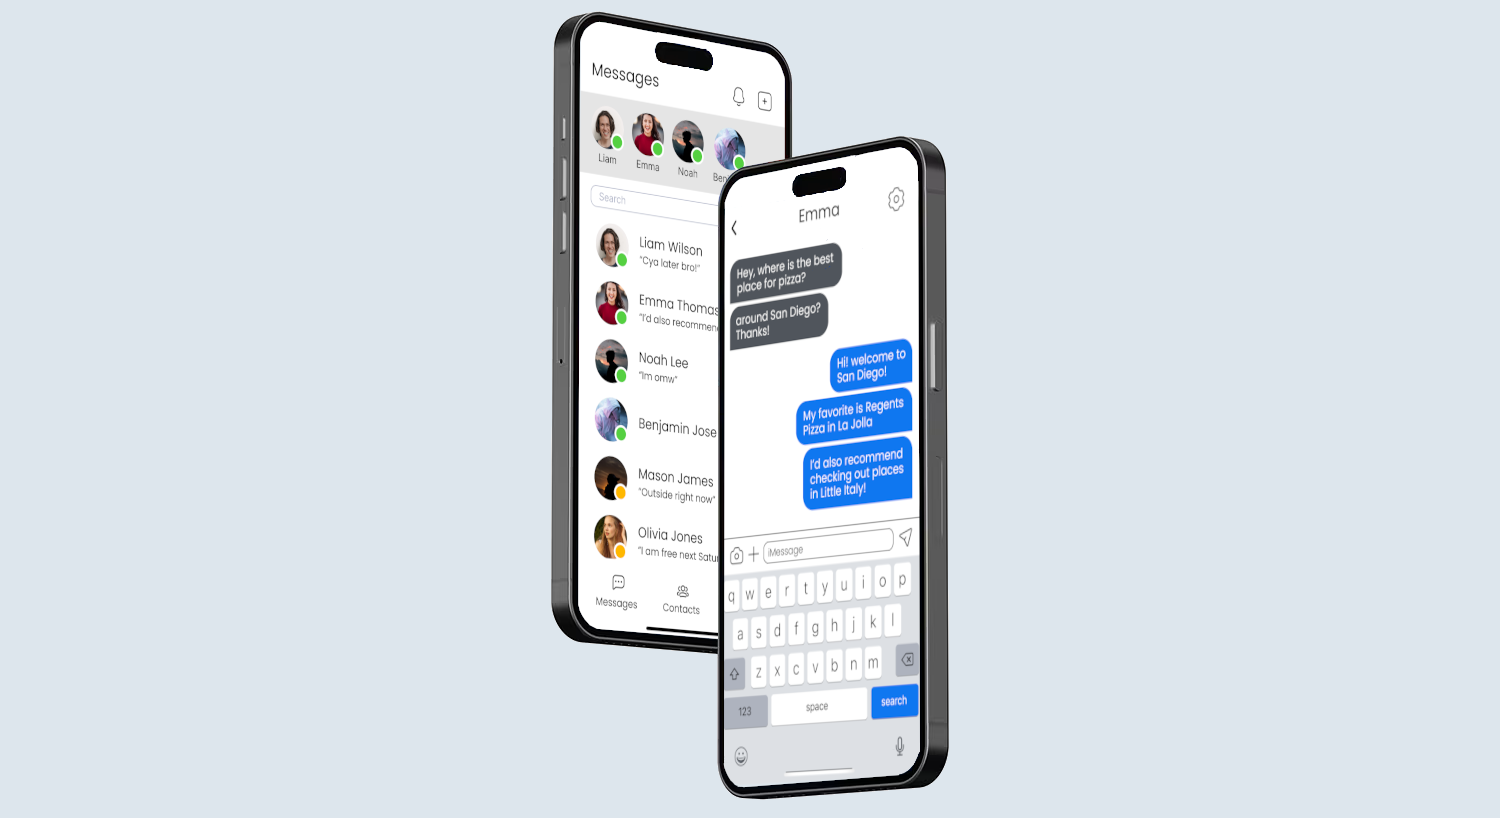 Messages
Liam
Emma
Noah
Search
Liam Wilson
"Cya later bro!"
Emma Thomas
"I'd also recommen
Noah Lee
"Im omw"
Benjamin Jose
Mason James
"Outside right now"
Olivia Jones
"I am free next Satu
Messages
Contacts
Emma
Hey, where is the best
place for pizza?
around San Diego?
Thanks!
Hi! welcome to
San Diego!
My favorite is Regents
Pizza in La Jolla
I'd also recommend
checking out places
in Little Italy!
iMessage
q w e r t y u i o p
a s d f g h j k l
z x c v b n m
123 space search